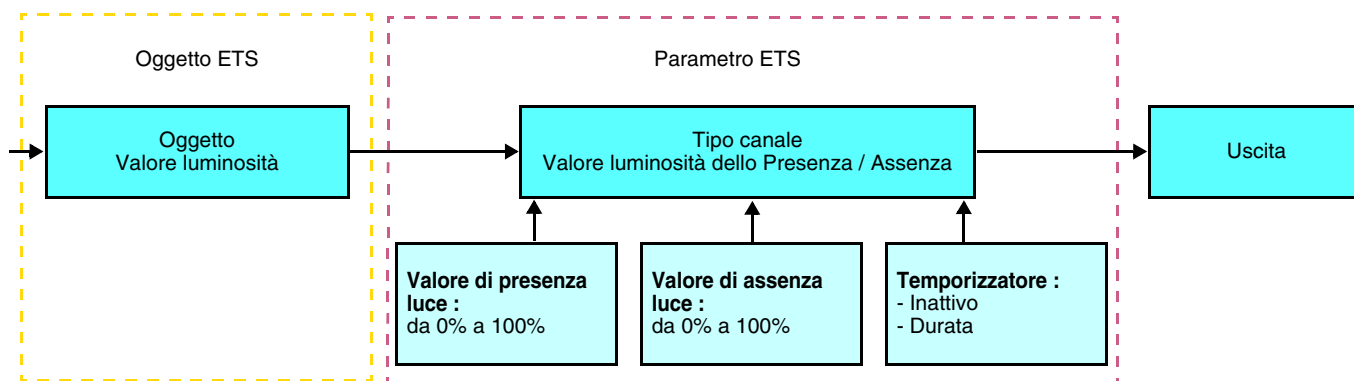 Oggetto ETS
Parametro ETS
Oggetto
Valore luminosità
Tipo canale
Valore luminosità dello Presenza / Assenza
Uscita
Valore di presenza
luce :
da 0% a 100%
Valore di assenza
luce :
da 0% a 100%
Temporizzatore :
- Inattivo
- Durata